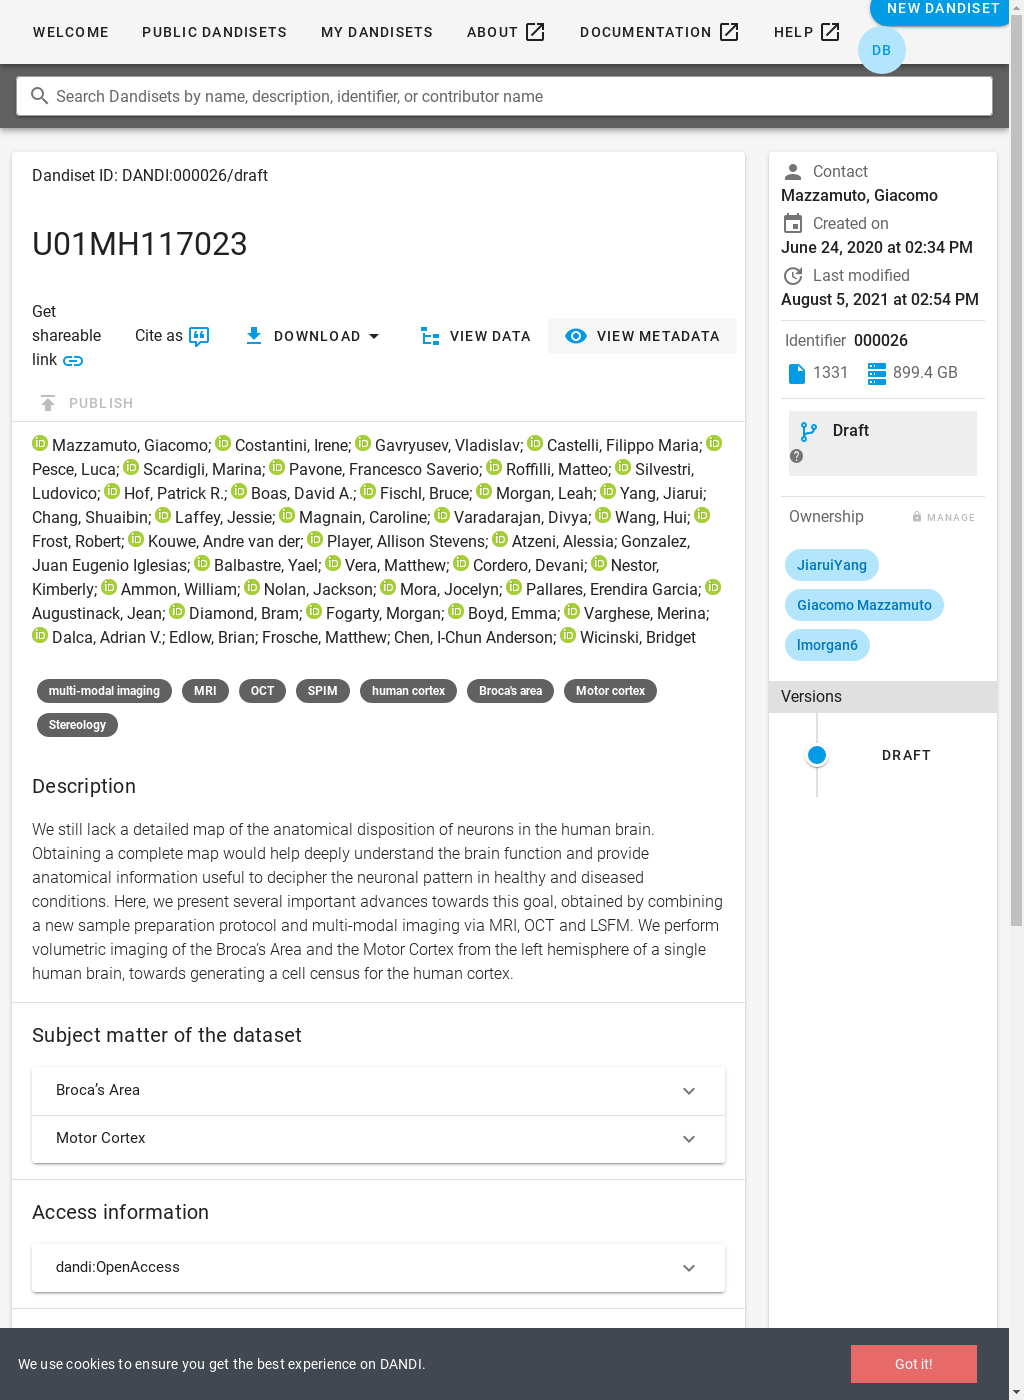 WELCOME PUBLIC DANDISETS MY DANDISETS ABOUT DOCUMENTATION HELP NEW DANDISET
DB
Search Dandisets by name, description, identifier, or contributor name
Dandiset ID: DANDI:000026/draft
U01MH117023
Get shareable link Cite as DOWNLOAD VIEW DATA VIEW METADATA
PUBLISH
Mazzamuto, Giacomo; Costantini, Irene; Gavryusev, Vladislav; Castelli, Filippo Maria;
Pesce, Luca; Scardigli, Marina; Pavone, Francesco Saverio; Roffilli, Matteo; Silvestri,
Ludovico; Hof, Patrick R.; Boas, David A.; Fischl, Bruce; Morgan, Leah; Yang, Jiarui;
Chang, Shuaibin; Laffey, Jessie; Magnain, Caroline; Varadarajan, Divya; Wang, Hui;
Frost, Robert; Kouwe, Andre van der; Player, Allison Stevens; Atzeni, Alessia; Gonzalez,
Juan Eugenio Iglesias; Balbastre, Yael; Vera, Matthew; Cordero, Devani; Nestor,
Kimberly; Ammon, William; Nolan, Jackson; Mora, Jocelyn; Pallares, Erendira Garcia;
Augustinack, Jean; Diamond, Bram; Fogarty, Morgan; Boyd, Emma; Varghese, Merina;
Dalca, Adrian V.; Edlow, Brian; Frosche, Matthew; Chen, I-Chun Anderson; Wicinski, Bridget
multi-modal imaging MRI OCT SPIM human cortex Broca's area Motor cortex
Stereology
Description
We still lack a detailed map of the anatomical disposition of neurons in the human brain.
Obtaining a complete map would help deeply understand the brain function and provide
anatomical information useful to decipher the neuronal pattern in healthy and diseased
conditions. Here, we present several important advances towards this goal, obtained by combining
a new sample preparation protocol and multi-modal imaging via MRI, OCT and LSFM. We perform
volumetric imaging of the Broca’s Area and the Motor Cortex from the left hemisphere of a single
human brain, towards generating a cell census for the human cortex.
Subject matter of the dataset
Broca’s Area
Motor Cortex
Access information
dandi:OpenAccess
Contact
Mazzamuto, Giacomo
Created on
June 24, 2020 at 02:34 PM
Last modified
August 5, 2021 at 02:54 PM
Identifier 000026
1331 899.4 GB
Draft
Ownership MANAGE
JiaruiYang
Giacomo Mazzamuto
lmorgan6
Versions
DRAFT
We use cookies to ensure you get the best experience on DANDI.
Got it!